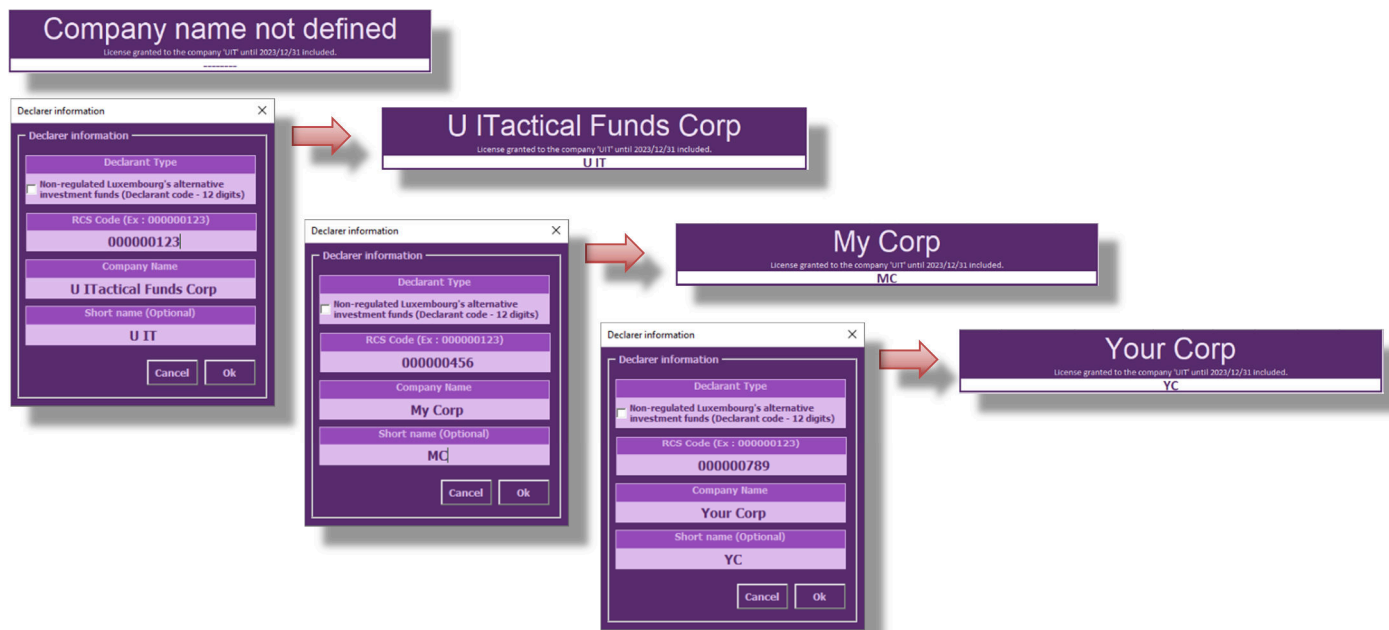 Company name not defined
License granted to the company 'UIT' until 2023/12/31 included.
--------
Declarer information
Declarer information
Declarant Type
Non-regulated Luxembourg's alternative
investment funds (Declarant code - 12 digits)
RCS Code (Ex : 000000123)
000000123
Company Name
U ITactical Funds Corp
Short name (Optional)
U IT
Cancel
Ok
U ITactical Funds Corp
License granted to the company 'UIT' until 2023/12/31 included.
U IT
Declarer information
Declarer information
Declarant Type
Non-regulated Luxembourg's alternative
investment funds (Declarant code - 12 digits)
RCS Code (Ex : 000000123)
000000456
Company Name
My Corp
Short name (Optional)
MC
Cancel
Ok
My Corp
License granted to the company 'UIT' until 2023/12/31 included.
MC
Declarer information
Declarer information
Declarant Type
Non-regulated Luxembourg's alternative
investment funds (Declarant code - 12 digits)
RCS Code (Ex : 000000123)
000000789
Company Name
Your Corp
Short name (Optional)
YC
Cancel
Ok
Your Corp
License granted to the company 'UIT' until 2023/12/31 included.
YC